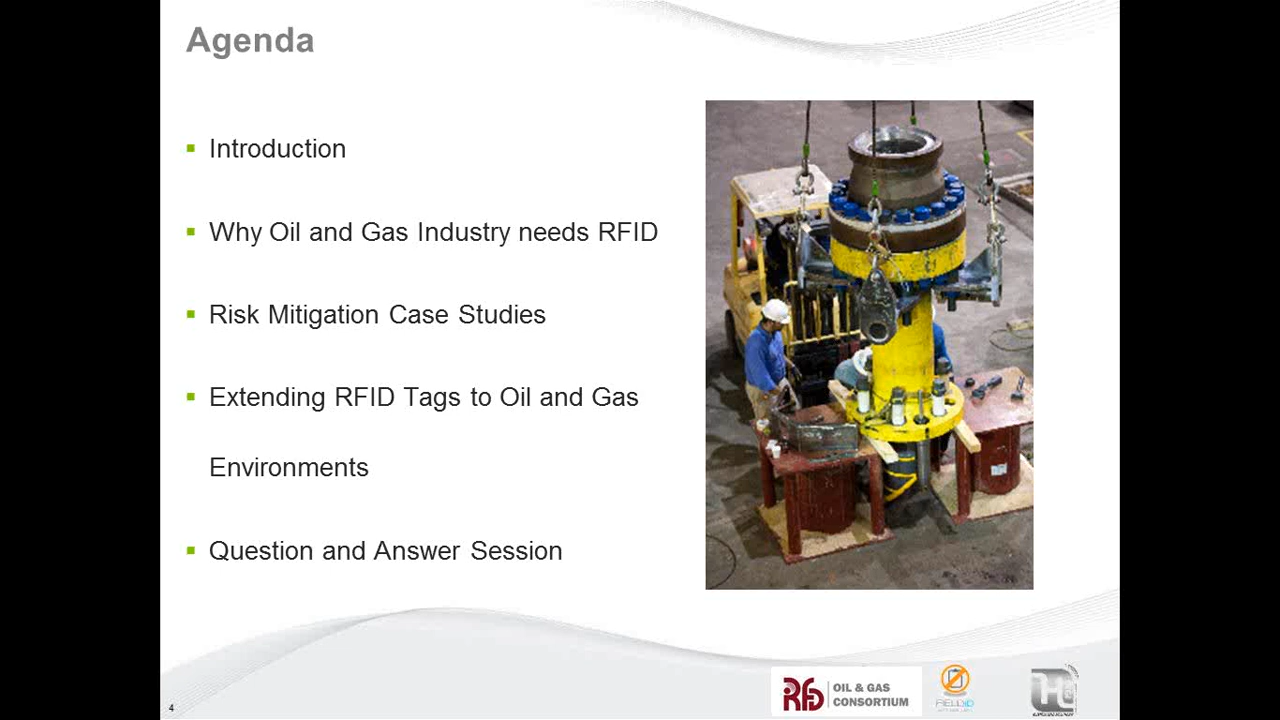 Agenda
Introduction
Why Oil and Gas Industry needs RFID
Risk Mitigation Case Studies
Extending RFID Tags to Oil and Gas
Environments
Question and Answer Session
4
RFID
OIL & GAS
CONSORTIUM